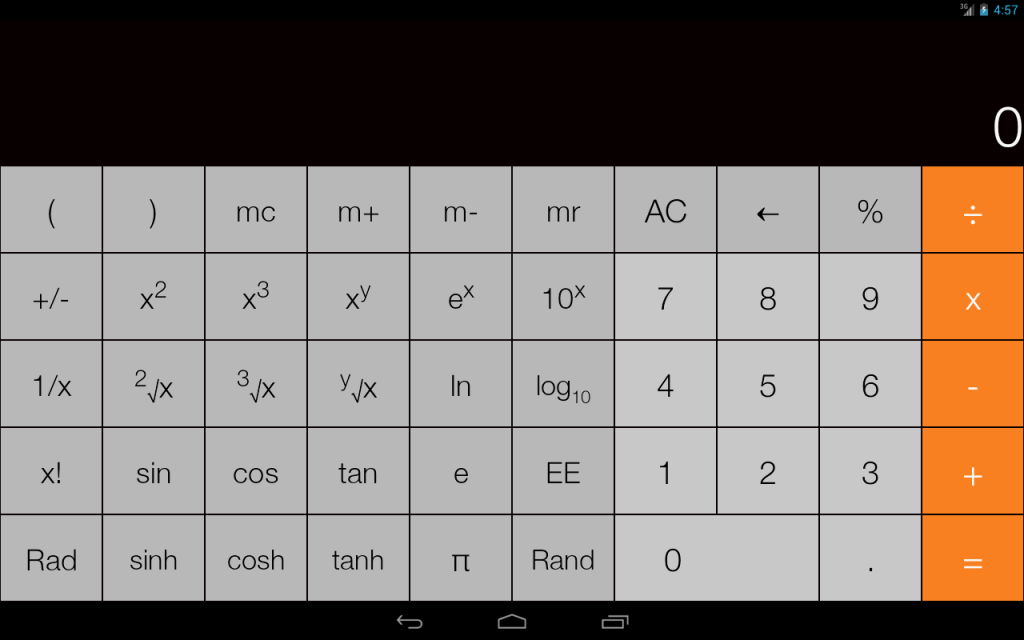 3G 4:57
0
( ) mc m+ m- mr AC ← % ÷
+/- x² x³ xʸ eˣ 10ˣ 7 8 9 x
1/x ²√x ³√x ʸ√x ln log₁₀ 4 5 6 -
x! sin cos tan e EE 1 2 3 +
Rad sinh cosh tanh π Rand 0 . =